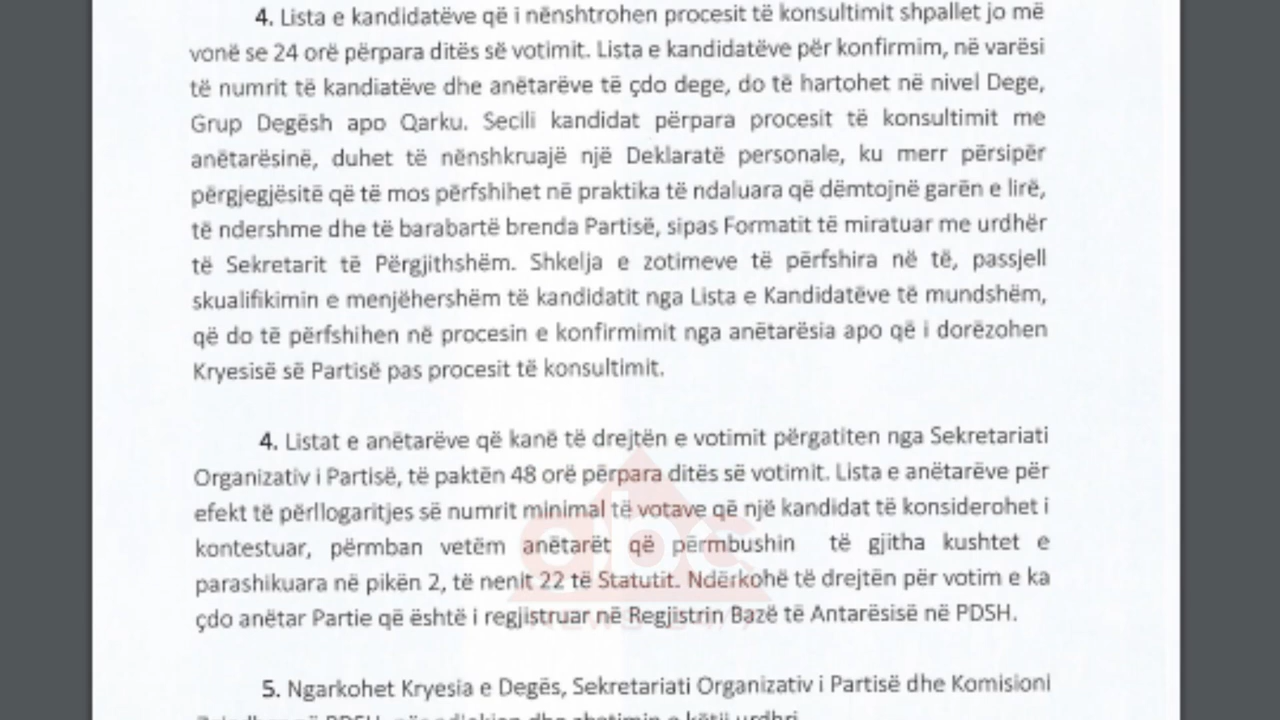 4. Lista e kandidatëve që i nënshtrohen procesit të konsultimit shpallet jo më
vonë se 24 orë përpara ditës së votimit. Lista e kandidatëve për konfirmim, në varësi
të numrit të kandiatëve dhe anëtarëve të çdo dege, do të hartohet në nivel Dege,
Grup Degësh apo Qarku. Secili kandidat përpara procesit të konsultimit me
anëtarësinë, duhet të nënshkruajë një Deklaratë personale, ku merr përsipër
përgjegjësitë që të mos përfshihet në praktika të ndaluara që dëmtojnë garën e lirë,
të ndershme dhe të barabartë brenda Partisë, sipas Formatit të miratuar me urdhër
të Sekretarit të Përgjithshëm. Shkelja e zotimeve të përfshira në të, passjell
skualifikimin e menjëhershëm të kandidatit nga Lista e Kandidatëve të mundshëm,
që do të përfshihen në procesin e konfirmimit nga anëtarësia apo që i dorëzohen
Kryesisë së Partisë pas procesit të konsultimit.
4. Listat e anëtarëve që kanë të drejtën e votimit përgatiten nga Sekretariati
Organizativ i Partisë, të paktën 48 orë përpara ditës së votimit. Lista e anëtarëve për
efekt të përllogaritjes së numrit minimal të votave që një kandidat të konsiderohet i
kontestuar, përmban vetëm anëtarët që përmbushin të gjitha kushtet e
parashikuara në pikën 2, të nenit 22 të Statutit. Ndërkohë të drejtën për votim e ka
çdo anëtar Partie që është i regjistruar në Regjistrin Bazë të Antarësisë në PDSH.
abc
5. Ngarkohet Kryesia e Degës, Sekretariati Organizativ i Partisë dhe Komisioni